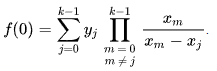 f(0) = \sum_{j=0}^{k-1} y_j \prod_{\substack{m=0 \\ m \neq j}}^{k-1} \frac{x_m}{x_m - x_j}.